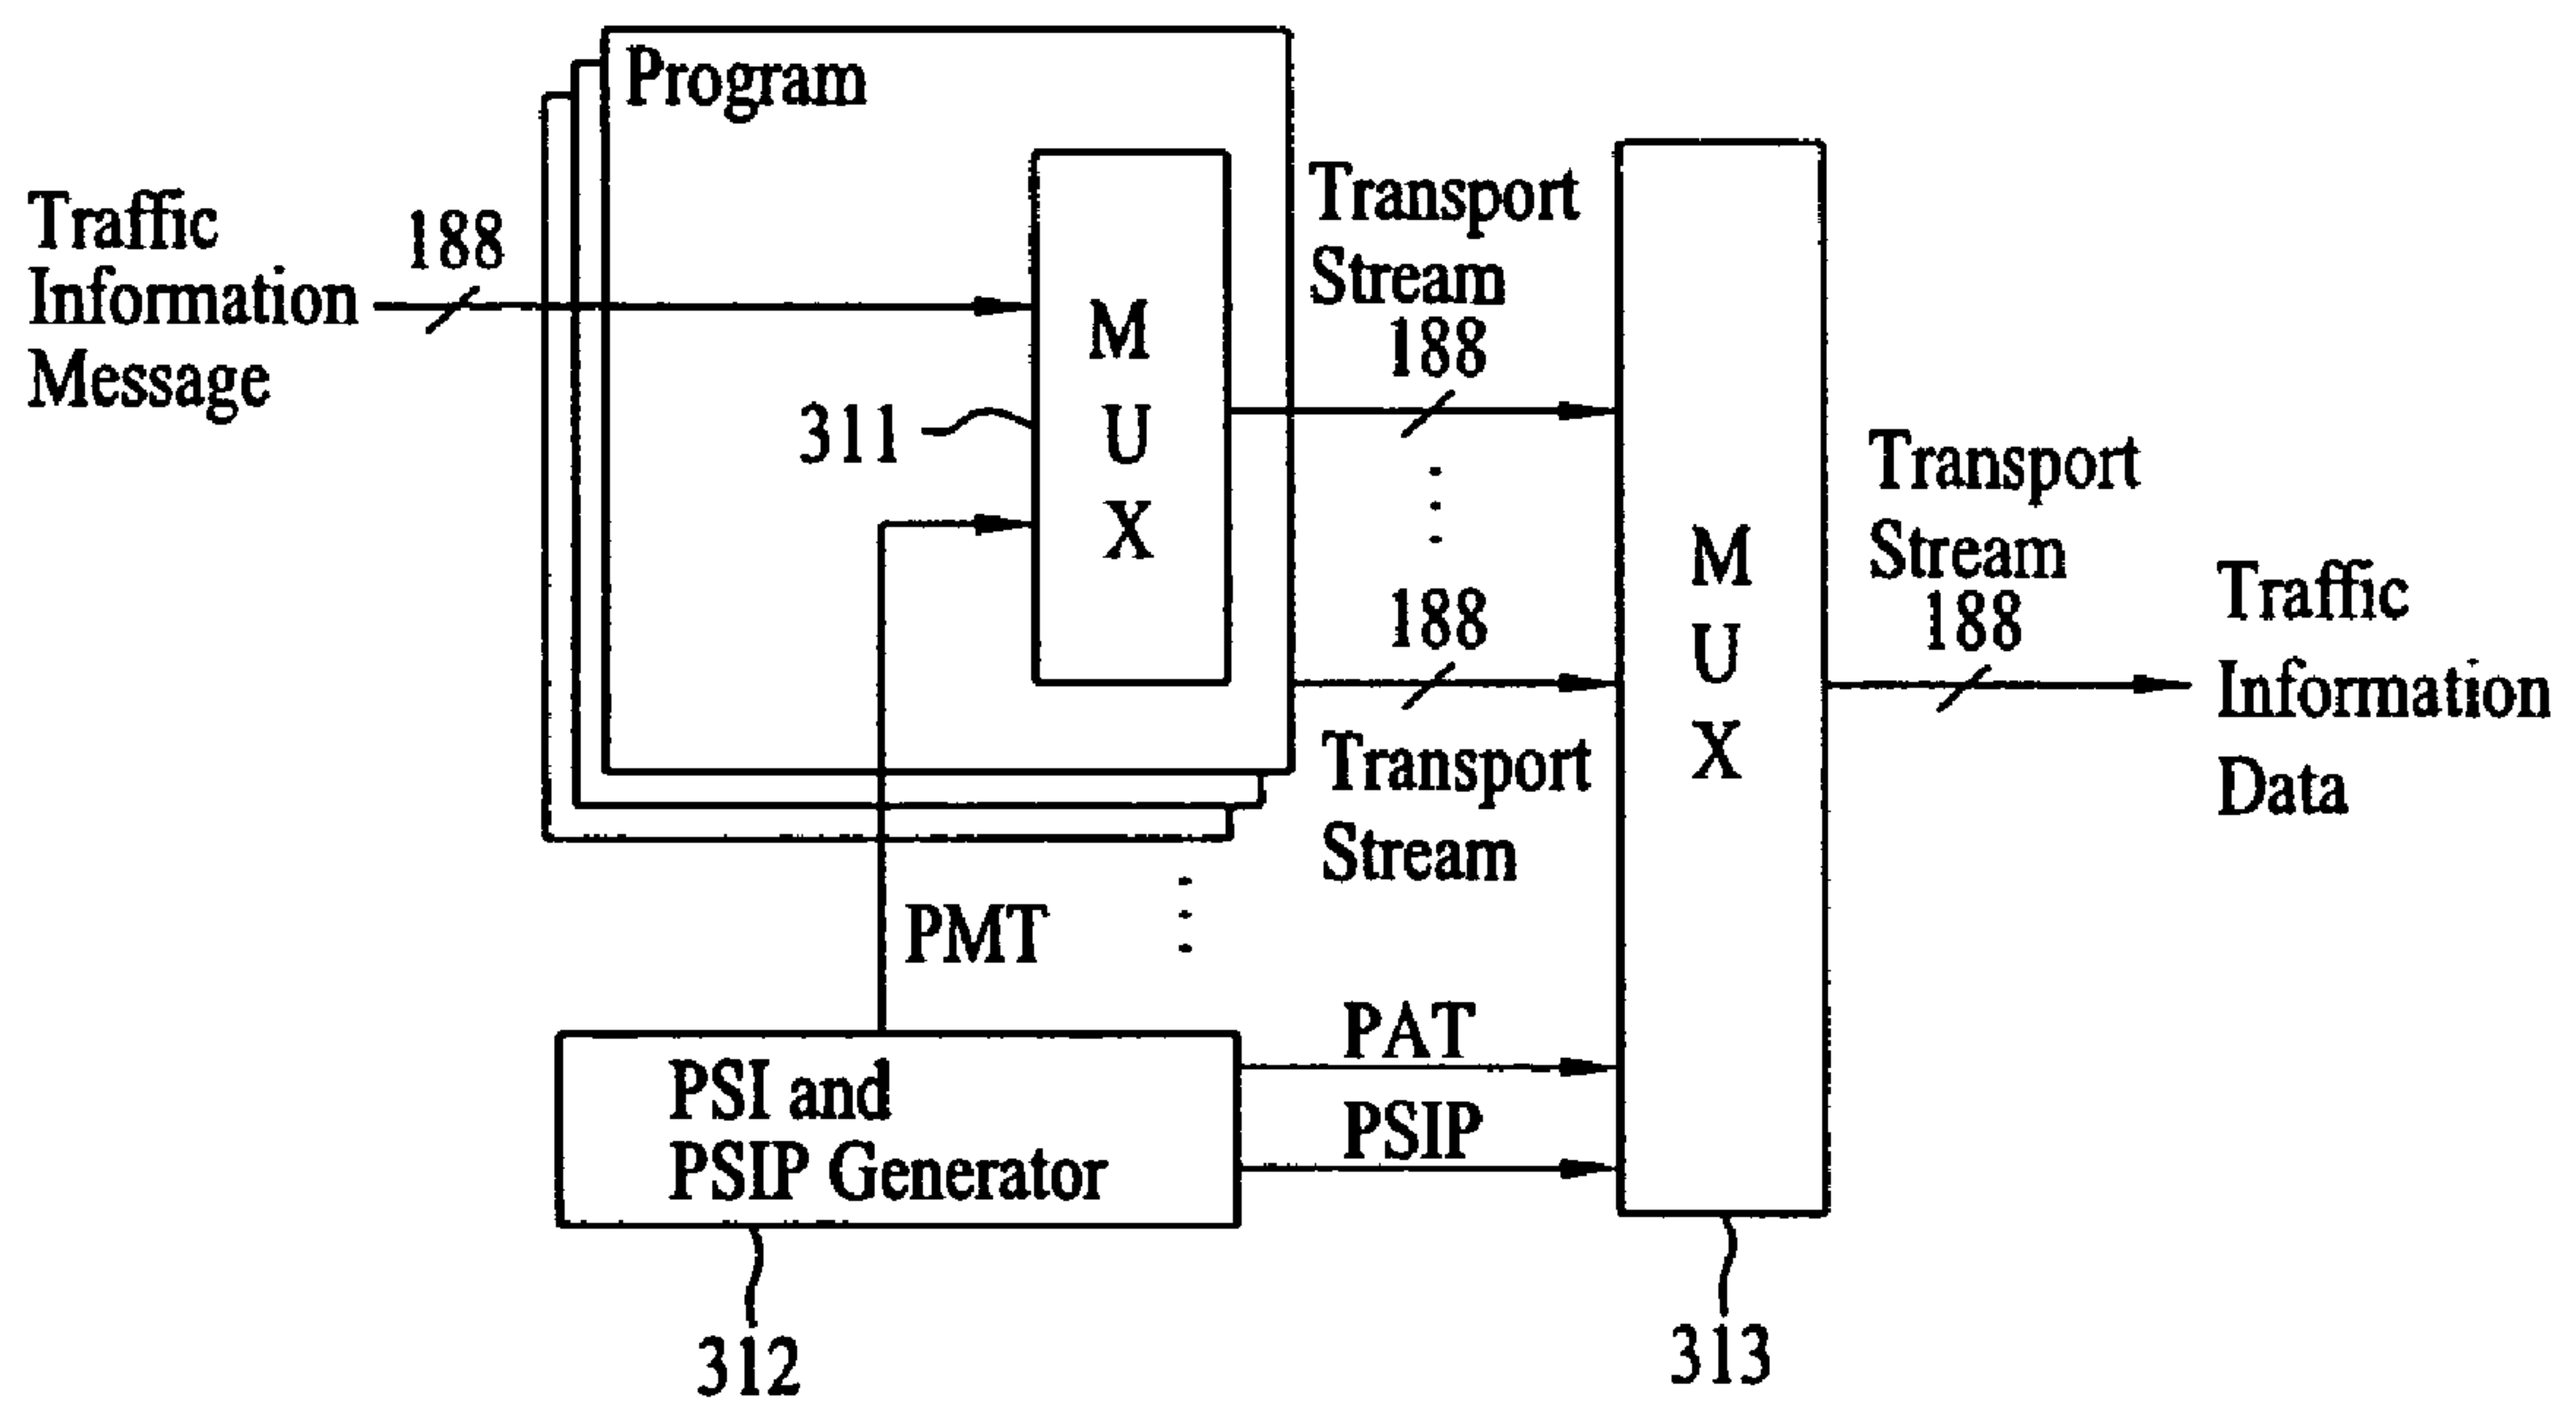 Program
Traffic
Information
Message
188
M
U
X
311
Transport
Stream
188
188
Transport
Stream
M
U
X
Transport
Stream
188
Traffic
Information
Data
PMT
PSI and
PSIP Generator
PAT
PSIP
312
313